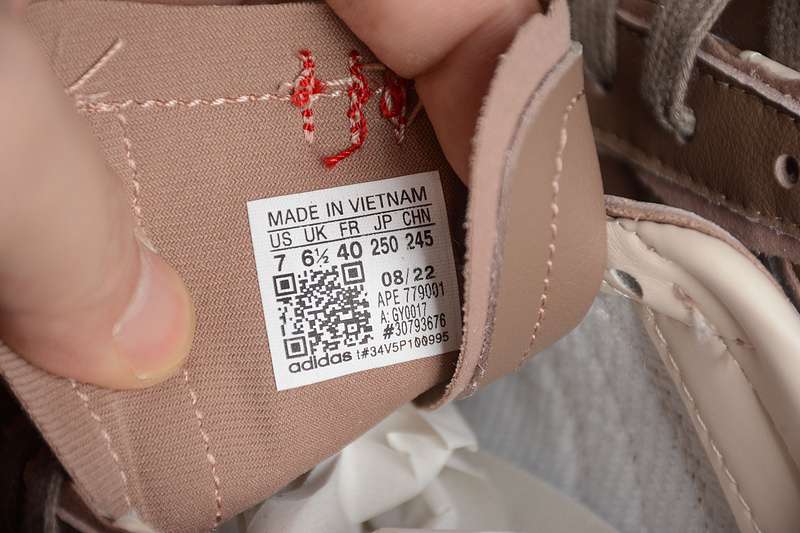 MADE IN VIETNAM
US UK FR JP CHN
7 6½ 40 250 245
08/22
APE 779001
A: GY0017
#30793676
adidas t#34V5P100995